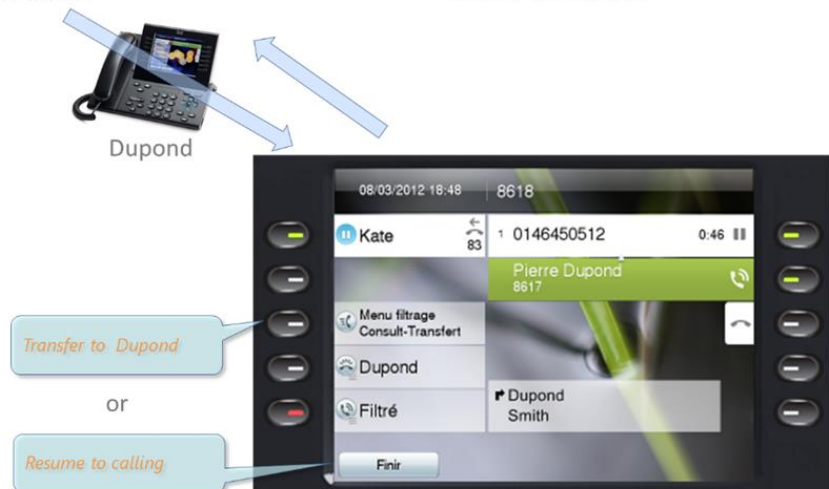 Dupond
08/03/2012 18:48
8618
Kate
83
1 0146450512 0:46
Pierre Dupond
8617
Menu filtrage
Consult-Transfert
Transfer to Dupond
Dupond
or
Filtré
Dupond
Smith
Resume to calling
Finir